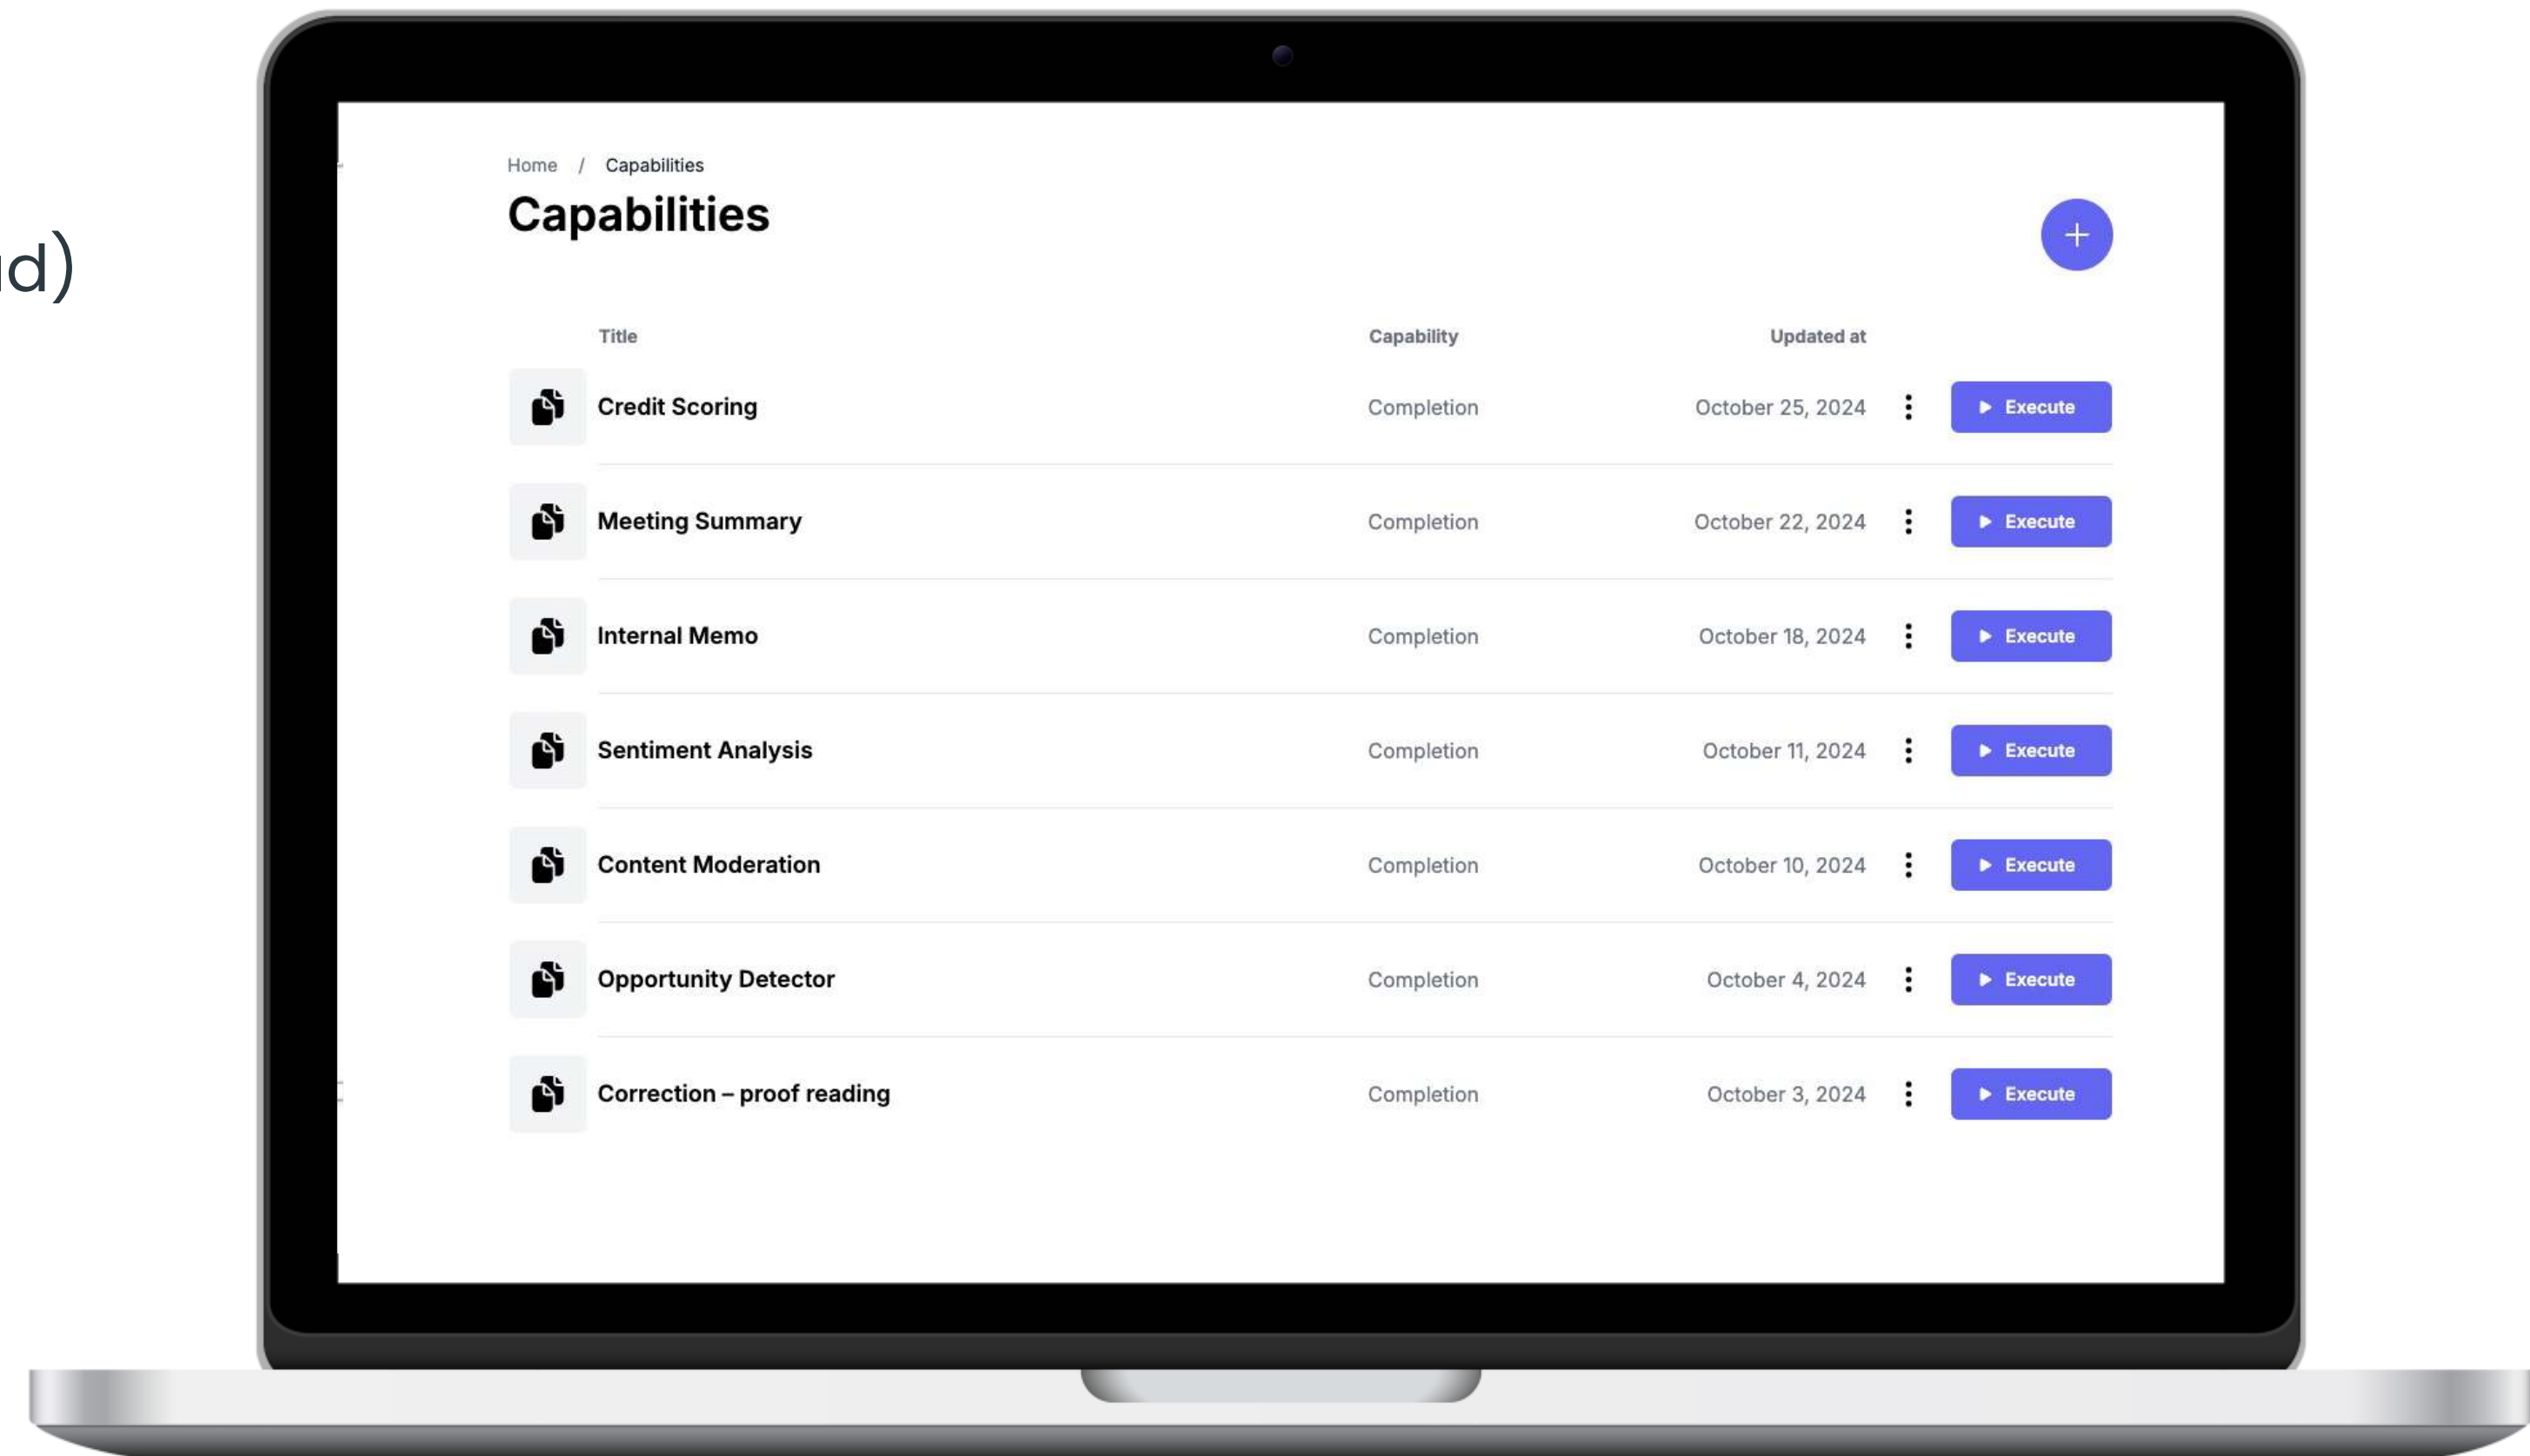 Home / Capabilities
Capabilities
Title Capability Updated at
Credit Scoring Completion October 25, 2024 Execute
Meeting Summary Completion October 22, 2024 Execute
Internal Memo Completion October 18, 2024 Execute
Sentiment Analysis Completion October 11, 2024 Execute
Content Moderation Completion October 10, 2024 Execute
Opportunity Detector Completion October 4, 2024 Execute
Correction – proof reading Completion October 3, 2024 Execute